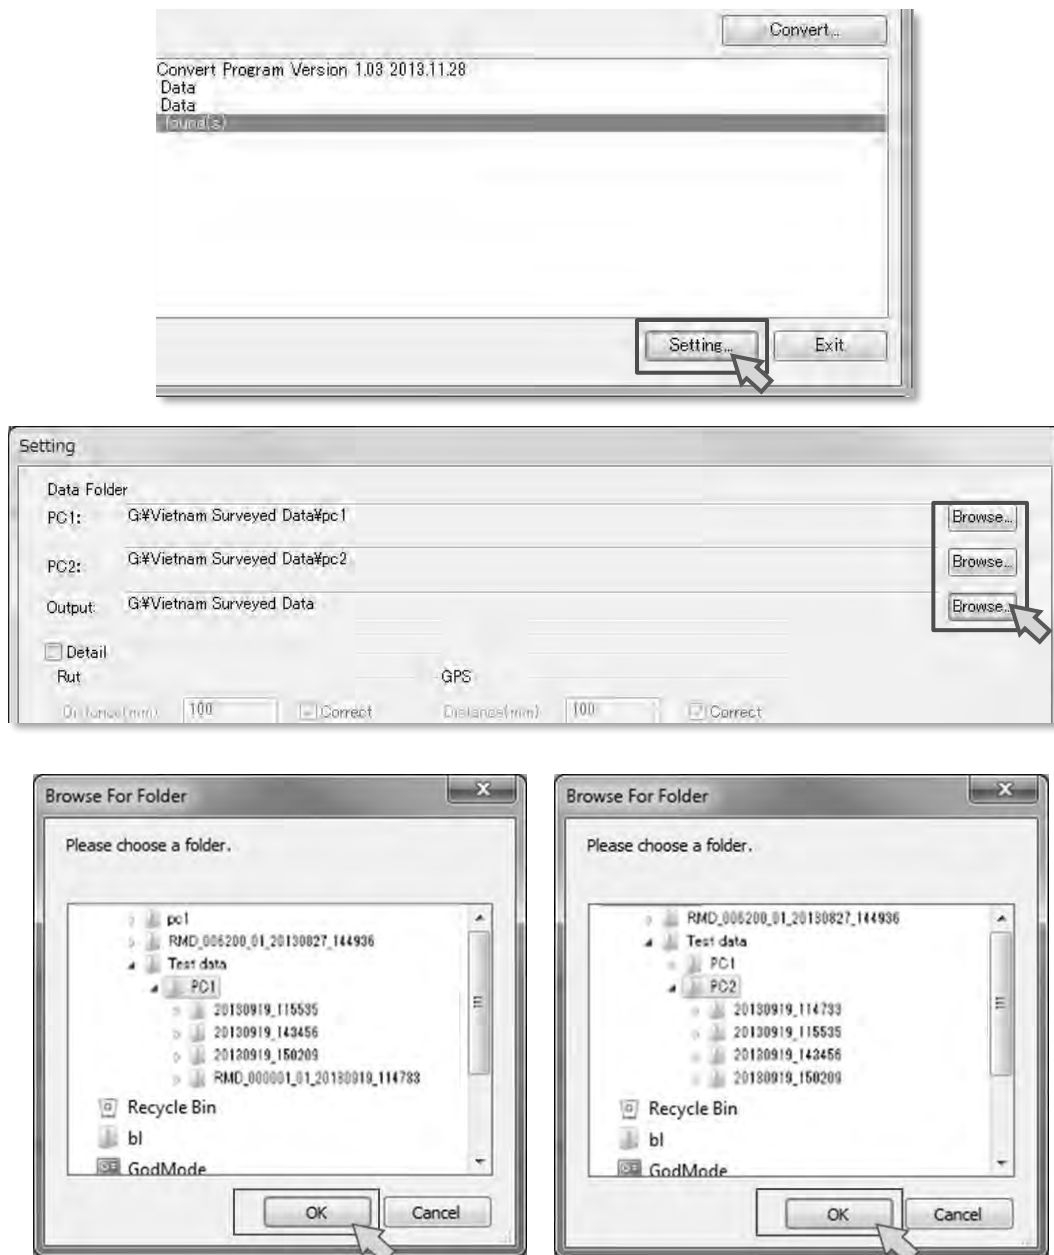 Convert...
Convert Program Version 1.03 2013.11.28
Data
Data
found(s)
Setting...
Exit
Setting
Data Folder
PC1: G:¥Vietnam Surveyed Data¥pc1 Browse...
PC2: G:¥Vietnam Surveyed Data¥pc2 Browse...
Output: G:¥Vietnam Surveyed Data Browse...
Detail
Rut GPS
Distance(mm) 100 Correct Distance(mm) 100 Correct
Browse For Folder
Please choose a folder.
pc1
RMD_006200_01_20130827_144936
Test data
PC1
20130919_115535
20130919_143456
20130919_150209
RMD_000001_01_20130919_114733
Recycle Bin
bl
GodMode
OK Cancel
Browse For Folder
Please choose a folder.
RMD_006200_01_20130827_144936
Test data
PC1
PC2
20130919_114733
20130919_115535
20130919_143456
20130919_150209
Recycle Bin
bl
GodMode
OK Cancel